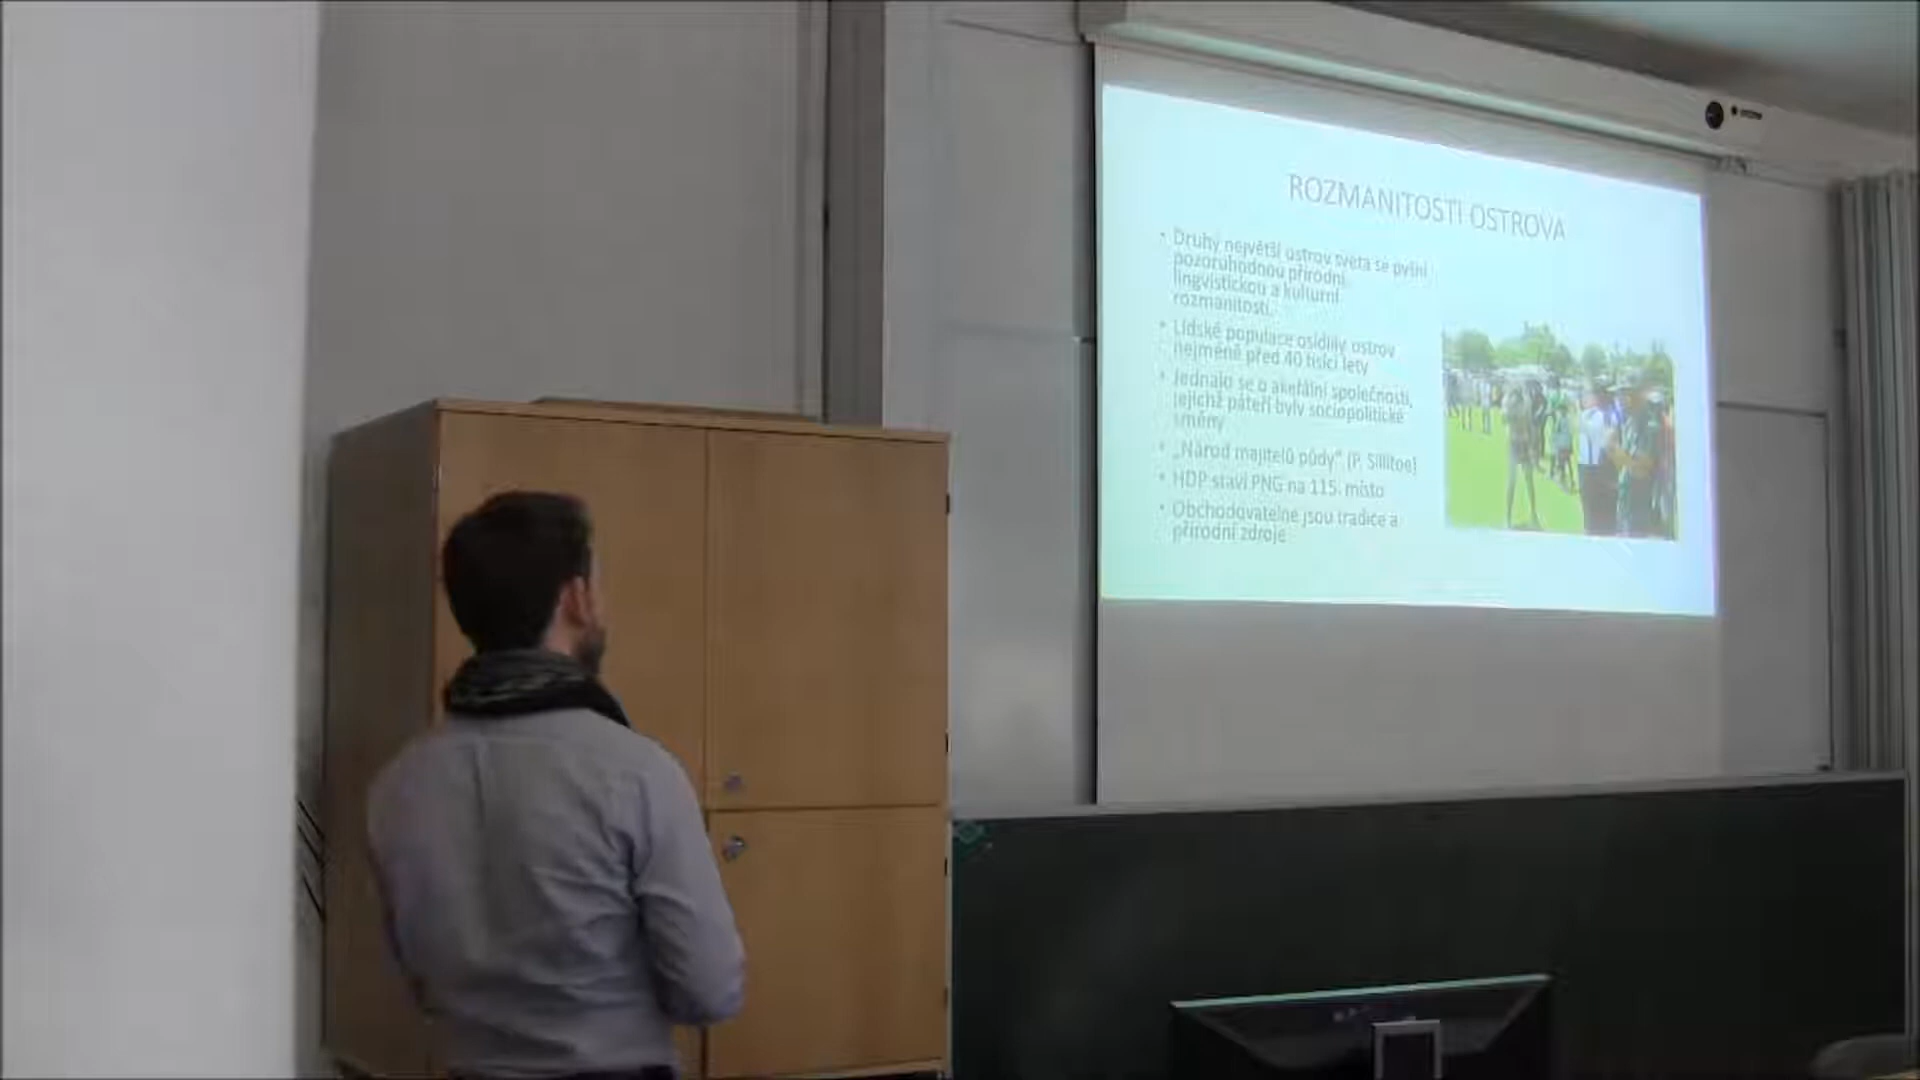 ROZMANITOSTI OSTROVA
• Druhý největší ostrov světa se pyšní
pozoruhodnou přírodní,
lingvistickou a kulturní
rozmanitostí.
• Lidské populace osídlily ostrov
nejméně před 40 tisíci lety
• Jednalo se o akefální společnosti,
jejichž páteří byly sociopolitické
směny
• „Národ majitelů půdy“ (P. Sillitoe)
• HDP staví PNG na 115. místo
• Obchodovatelné jsou tradice a
přírodní zdroje